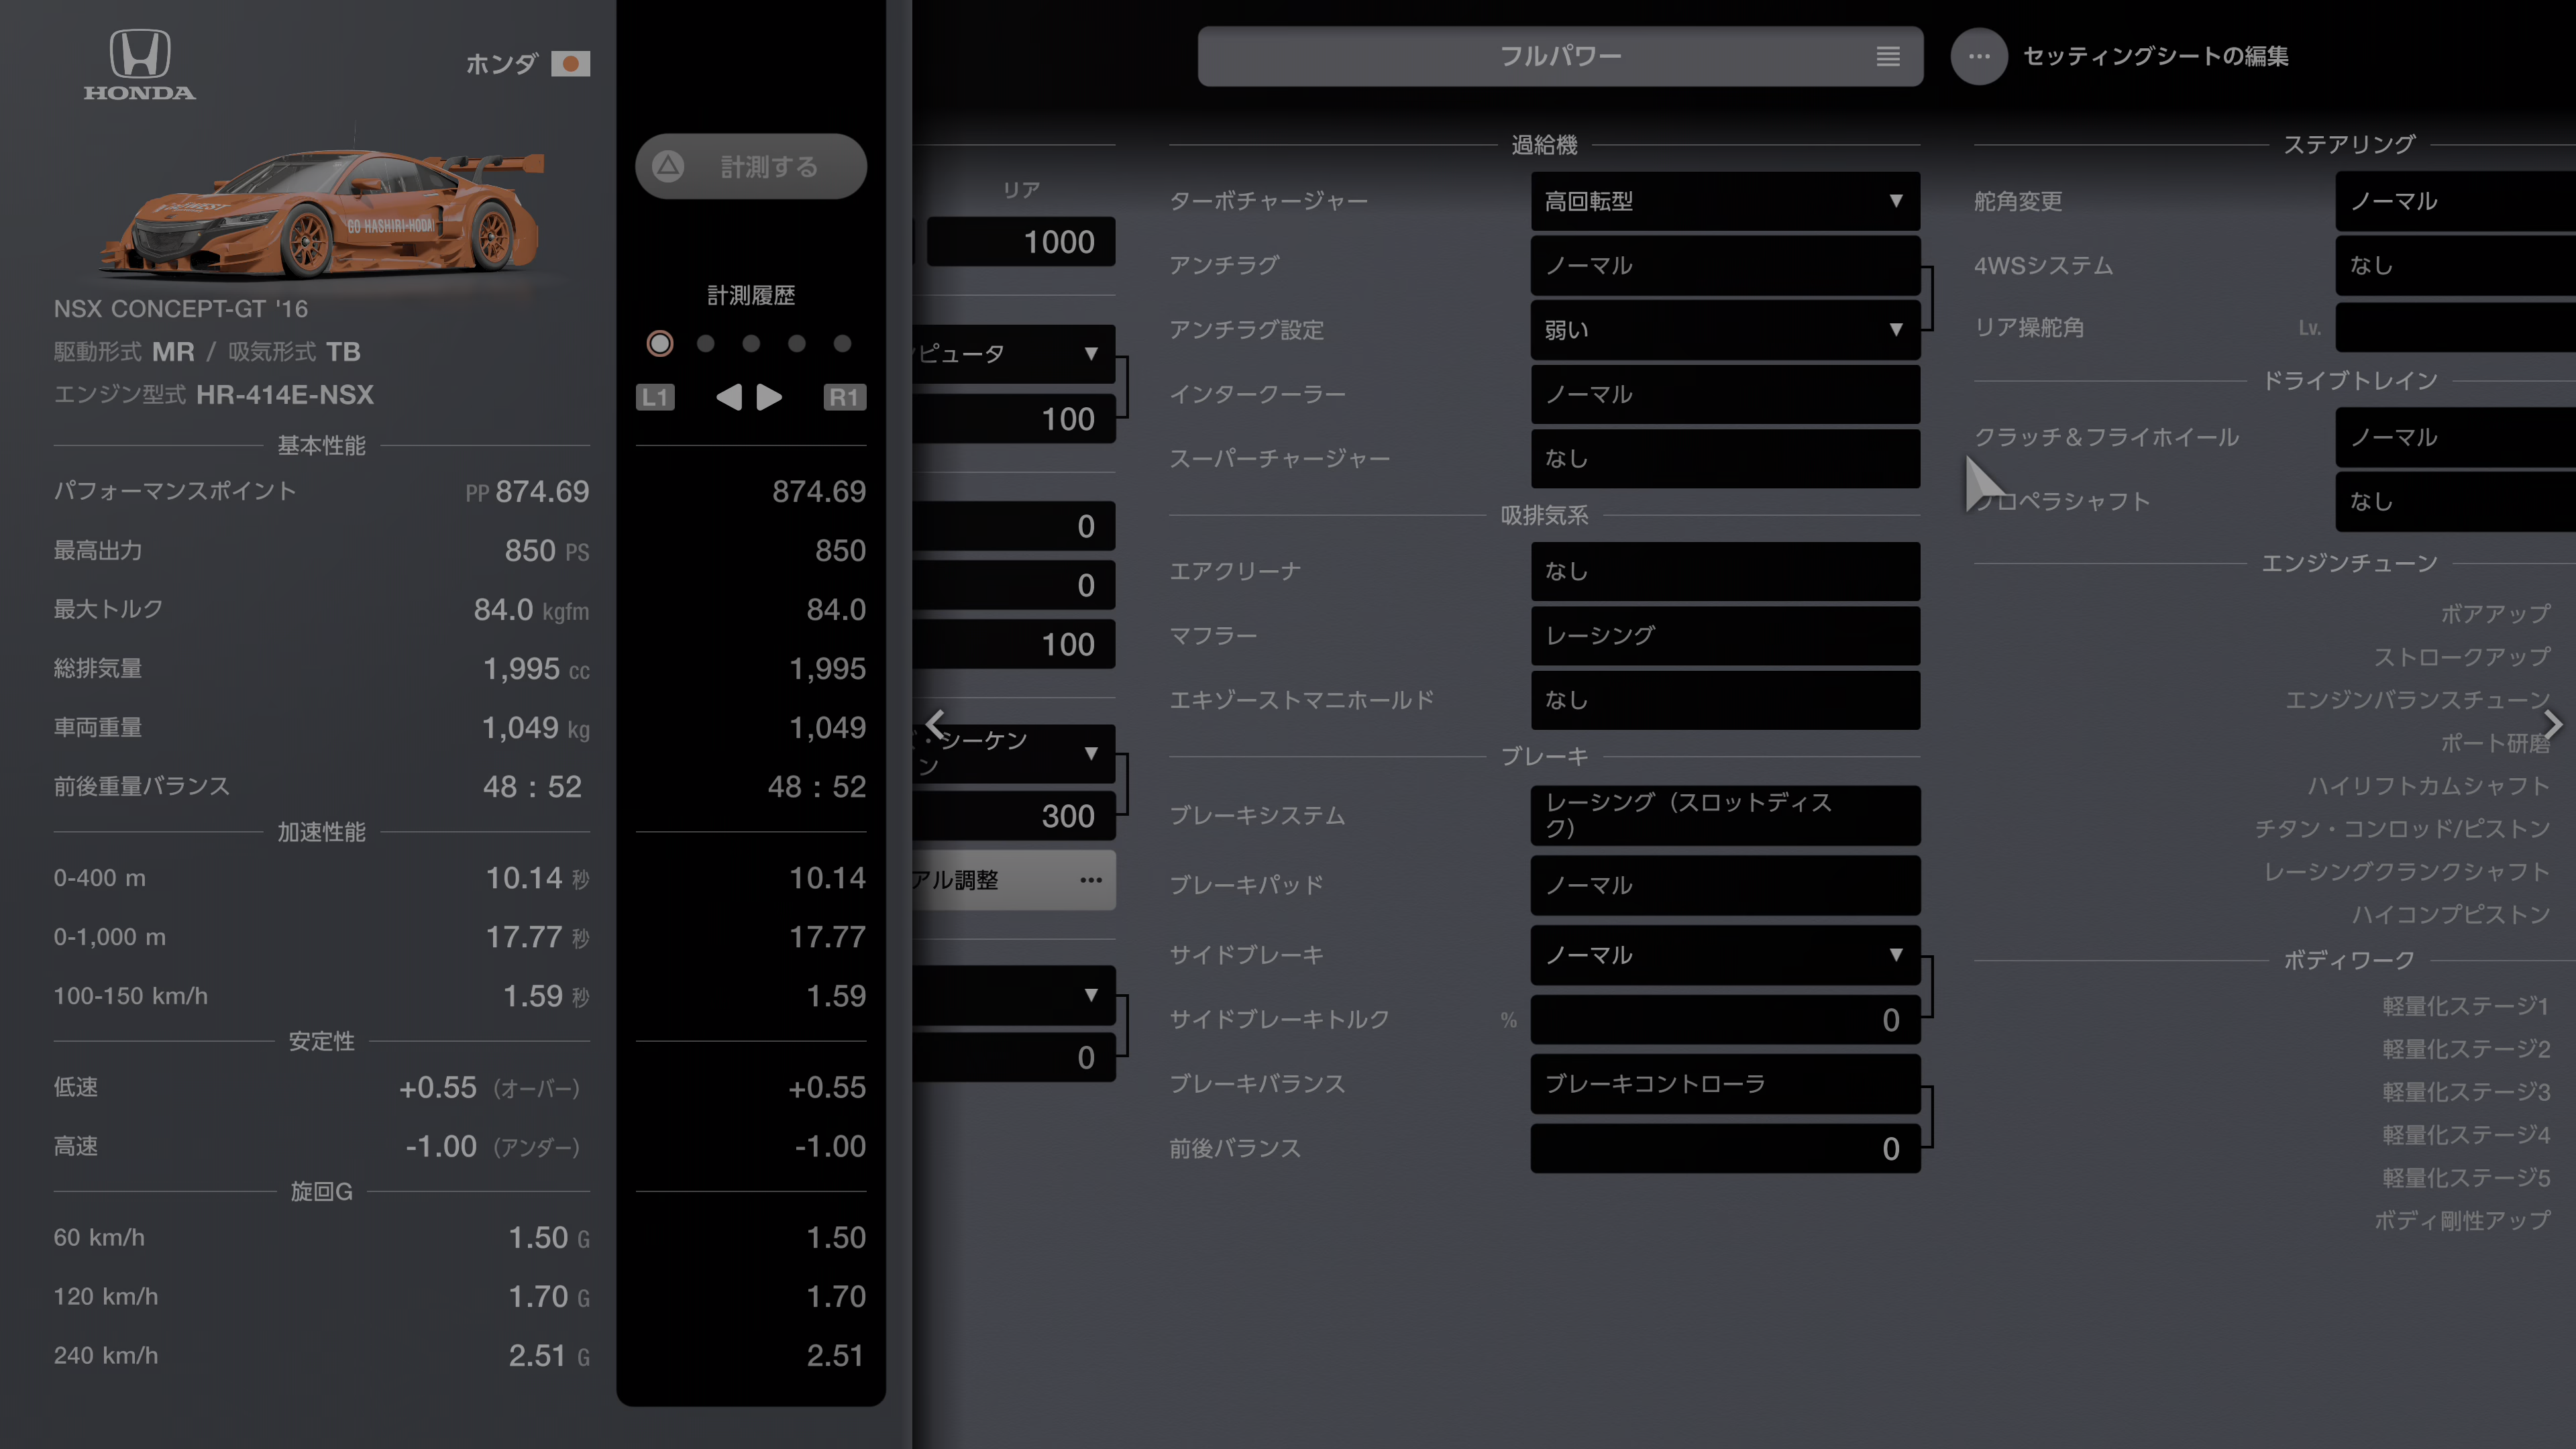 HONDA
ホンダ
GO HASHIRI-HODAI
NSX CONCEPT-GT '16
駆動形式 MR / 吸気形式 TB
エンジン型式 HR-414E-NSX
基本性能
パフォーマンスポイント PP 874.69
最高出力 850 PS
最大トルク 84.0 kgfm
総排気量 1,995 cc
車両重量 1,049 kg
前後重量バランス 48 : 52
加速性能
0-400 m 10.14 秒
0-1,000 m 17.77 秒
100-150 km/h 1.59 秒
安定性
低速 +0.55 (オーバー)
高速 -1.00 (アンダー)
旋回G
60 km/h 1.50 G
120 km/h 1.70 G
240 km/h 2.51 G
計測する
計測履歴
L1 R1
874.69
850
84.0
1,995
1,049
48 : 52
10.14
17.77
1.59
+0.55
-1.00
1.50
1.70
2.51
フルパワー
セッティングシートの編集
リア
1000
ピュータ
100
0
0
100
・シーケン
ン
300
アル調整
0
過給機
ターボチャージャー 高回転型
アンチラグ ノーマル
アンチラグ設定 弱い
インタークーラー ノーマル
スーパーチャージャー なし
吸排気系
エアクリーナ なし
マフラー レーシング
エキゾーストマニホールド なし
ブレーキ
ブレーキシステム レーシング（スロットディス
ク）
ブレーキパッド ノーマル
サイドブレーキ ノーマル
サイドブレーキトルク % 0
ブレーキバランス ブレーキコントローラ
前後バランス 0
ステアリング
舵角変更 ノーマル
4WSシステム なし
リア操舵角 Lv.
ドライブトレイン
クラッチ＆フライホイール ノーマル
プロペラシャフト なし
エンジンチューン
ボアアップ
ストロークアップ
エンジンバランスチューン
ポート研磨
ハイリフトカムシャフト
チタン・コンロッド/ピストン
レーシングクランクシャフト
ハイコンプピストン
ボディワーク
軽量化ステージ1
軽量化ステージ2
軽量化ステージ3
軽量化ステージ4
軽量化ステージ5
ボディ剛性アップ